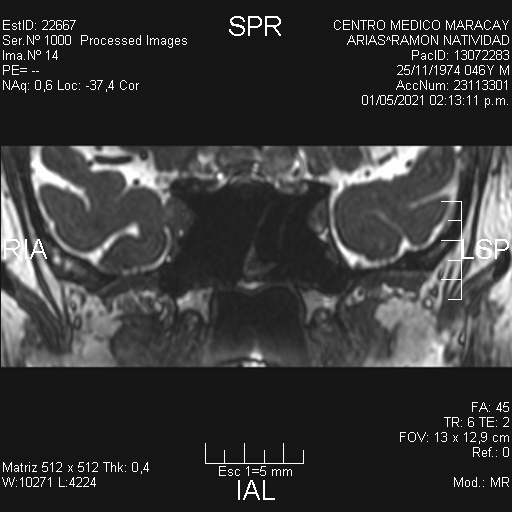 EstID: 22667
Ser.Nº 1000 Processed Images
Ima.Nº 14
PE= --
NAq: 0,6 Loc: -37,4 Cor
SPR
CENTRO MEDICO MARACAY
ARIAS^RAMON NATIVIDAD
PacID: 13072283
25/11/1974 046Y M
AccNum: 23113301
01/05/2021 02:13:11 p.m.
RIA
LSP
FA: 45
TR: 6 TE: 2
FOV: 13 x 12,9 cm
Ref.: 0
Mod.: MR
Matriz 512 x 512 Thk: 0,4
W:10271 L:4224
Esc 1=5 mm
IAL